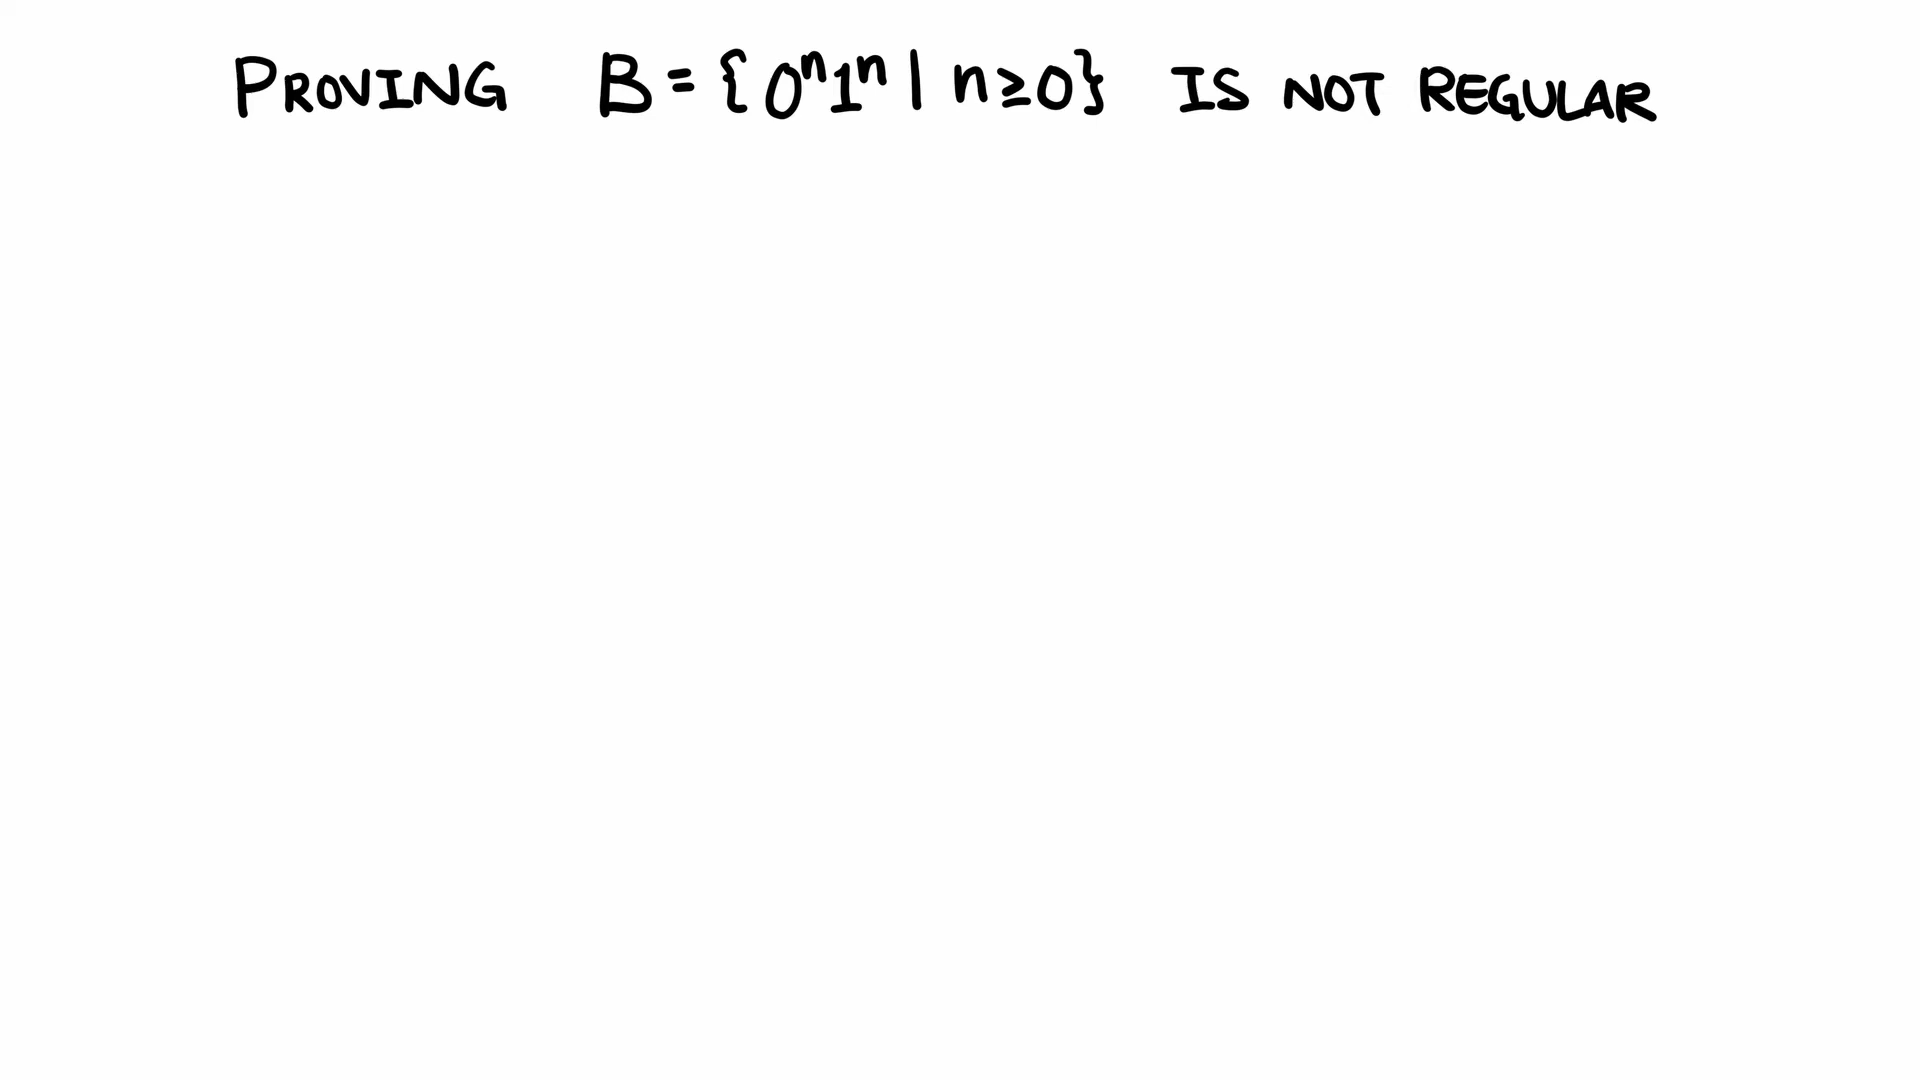 PROVING B = {0ⁿ1ⁿ | n≥0} IS NOT REGULAR